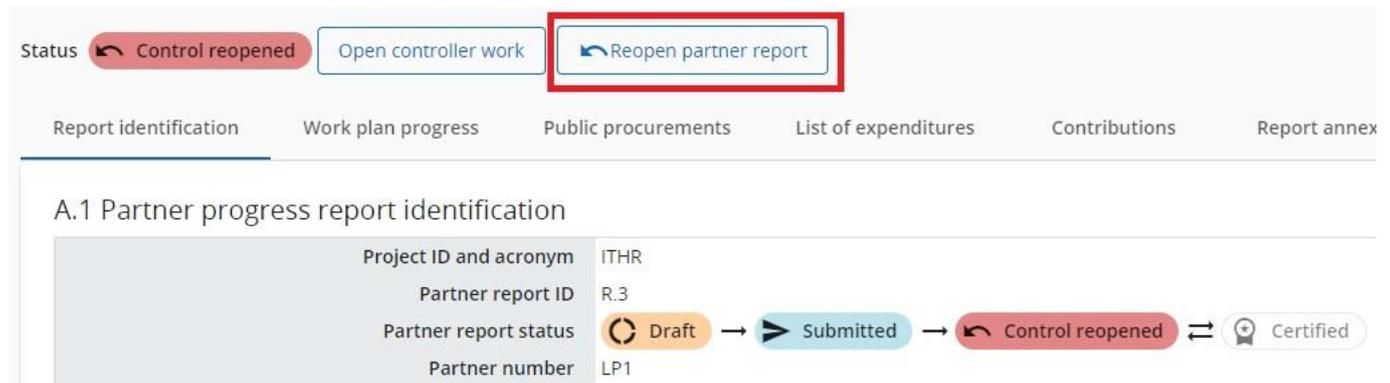 Status Control reopened Open controller work Reopen partner report
Report identification Work plan progress Public procurements List of expenditures Contributions Report annex
A.1 Partner progress report identification
Project ID and acronym ITHR
Partner report ID R.3
Partner report status Draft → Submitted → Control reopened ⇄ Certified
Partner number LP1